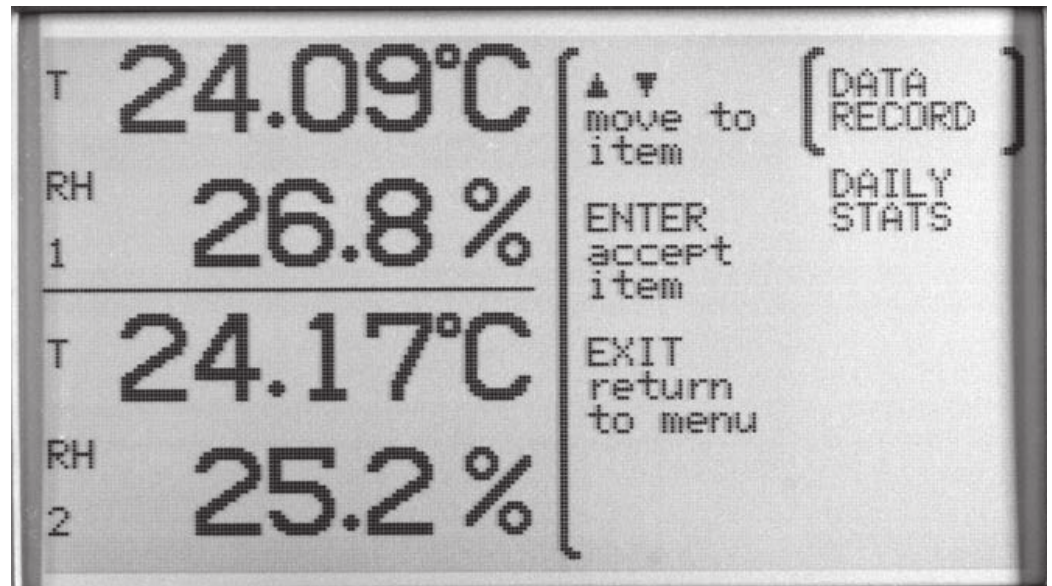 T 24.09°C
RH 26.8 %
1
T 24.17°C
RH 25.2 %
2
▲ ▼
move to
item
ENTER
accept
item
EXIT
return
to menu
DATA
RECORD
DAILY
STATS